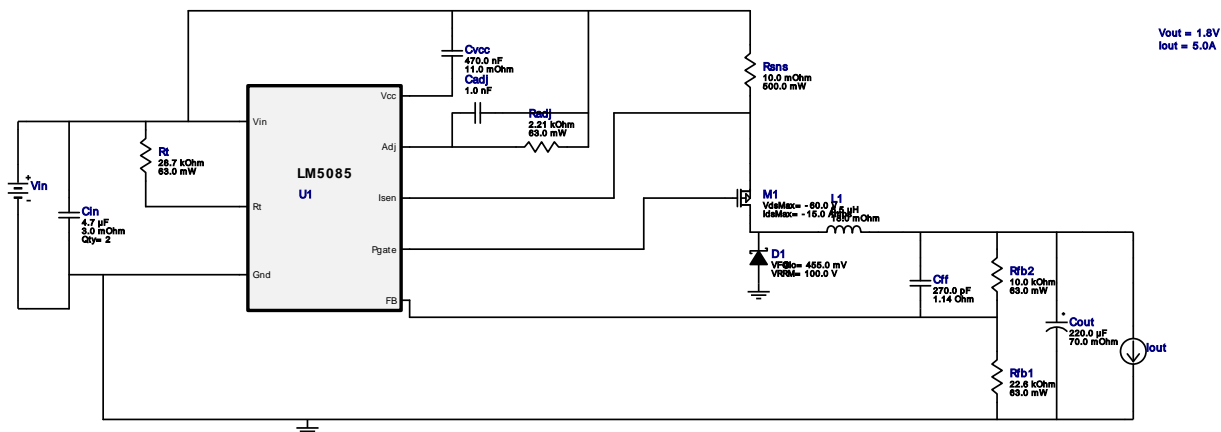 Vout = 1.8V
Iout = 5.0A
Cvcc
470.0 nF
11.0 mOhm
Cadj
1.0 nF
Rsns
10.0 mOhm
500.0 mW
Vcc
Radj
2.21 kOhm
63.0 mW
Vin
Adj
Rt
28.7 kOhm
63.0 mW
LM5085
U1
Vin
Isen
M1
VdsMax= -60.0 V
IdsMax= -15.0
L1
µH
mOhm
Cin
4.7 µF
3.0 mOhm
Qty= 2
Rt
Pgate
D1
455.0 mV
VRRM= 100.0 V
Gnd
Cff
270.0 pF
1.14 Ohm
Rfb2
10.0 kOhm
63.0 mW
FB
Cout
220.0 µF
70.0 mOhm
Iout
Rfb1
22.6 kOhm
63.0 mW